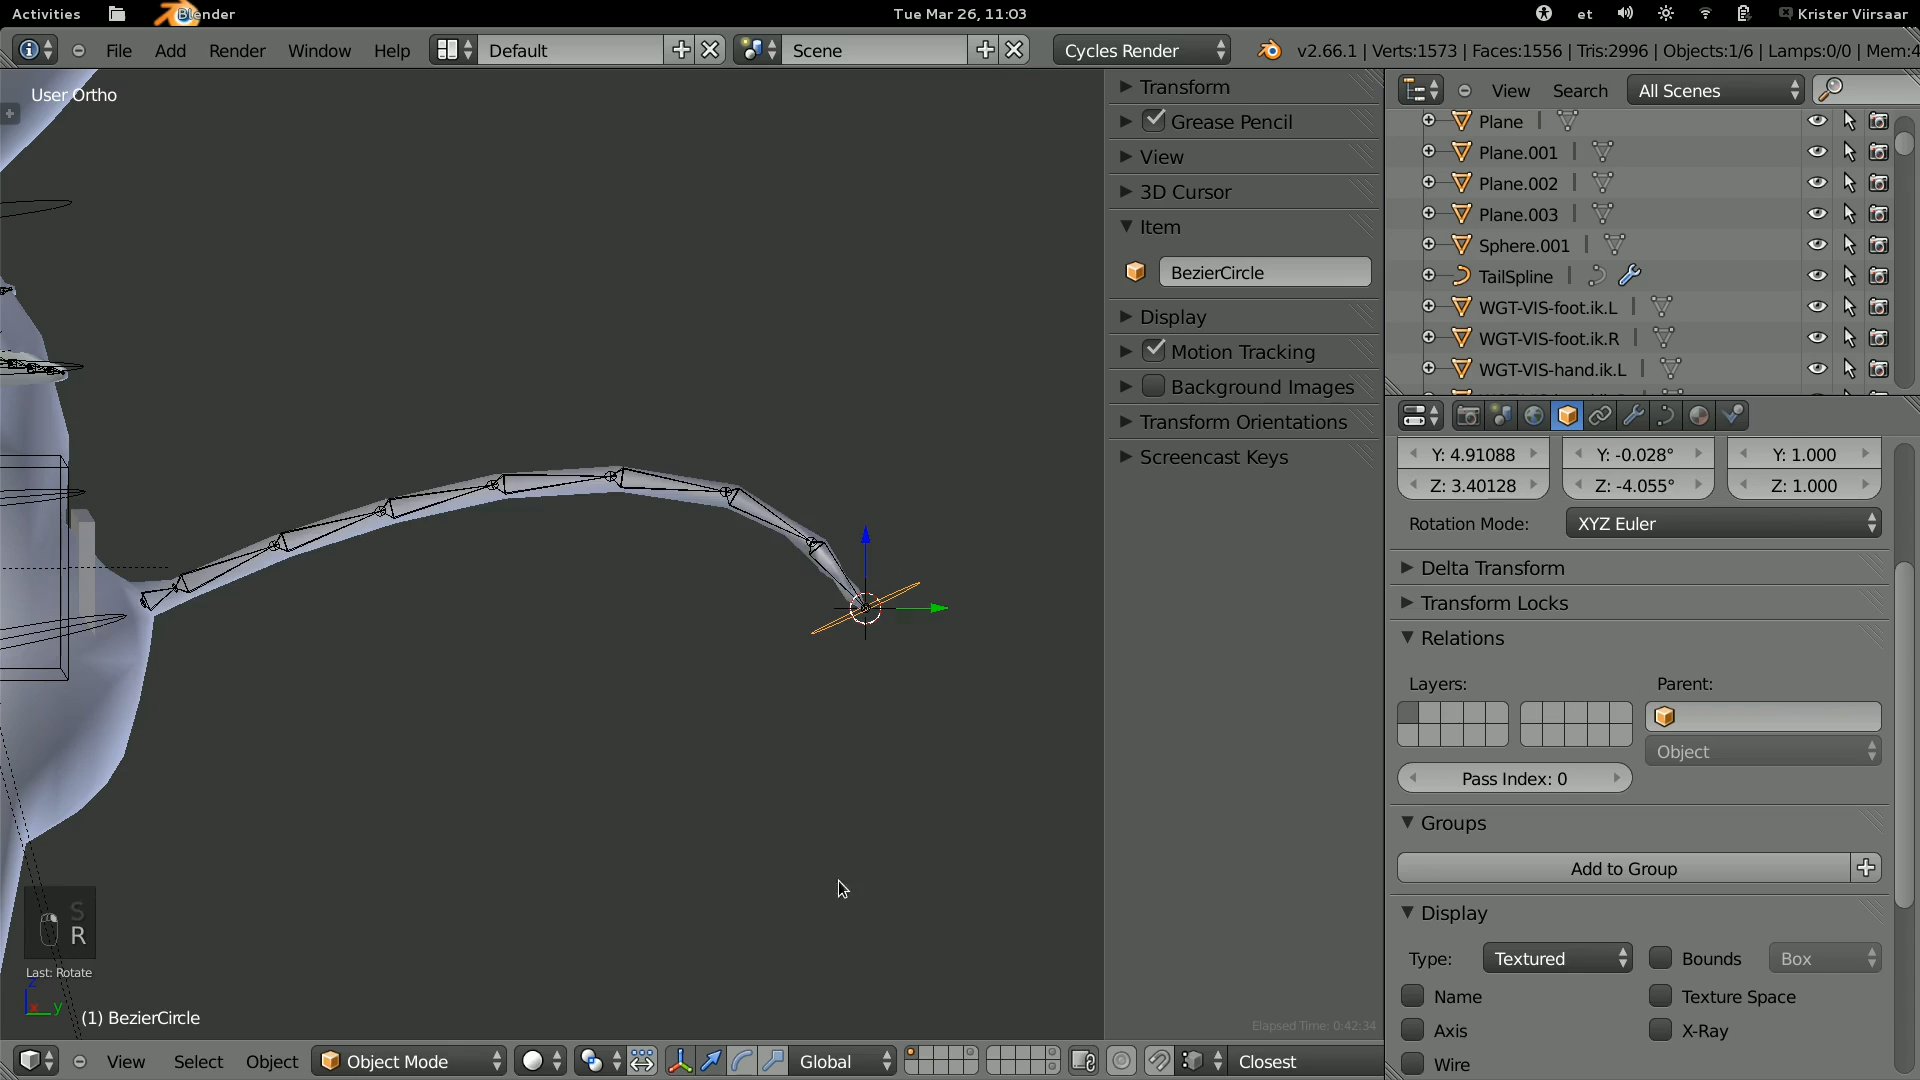 Activities Blender Tue Mar 26, 11:03 et Krister Viirsaar
File Add Render Window Help Default Scene Cycles Render v2.66.1 | Verts:1573 | Faces:1556 | Tris:2996 | Objects:1/6 | Lamps:0/0 | Mem:4
User Ortho
Transform
Grease Pencil
View
3D Cursor
Item
BezierCircle
Display
Motion Tracking
Background Images
Transform Orientations
Screencast Keys
Elapsed Time: 0:42:34
View Search All Scenes
Plane
Plane.001
Plane.002
Plane.003
Sphere.001
TailSpline
WGT-VIS-foot.ik.L
WGT-VIS-foot.ik.R
WGT-VIS-hand.ik.L
Y: 4.91088 Y: -0.028° Y: 1.000
Z: 3.40128 Z: -4.055° Z: 1.000
Rotation Mode: XYZ Euler
Delta Transform
Transform Locks
Relations
Layers: Parent:
Object
Pass Index: 0
Groups
Add to Group
Display
Type: Textured Bounds Box
Name Texture Space
Axis X-Ray
Wire
S
R
Last: Rotate
z
x y
(1) BezierCircle
View Select Object Object Mode Global Closest